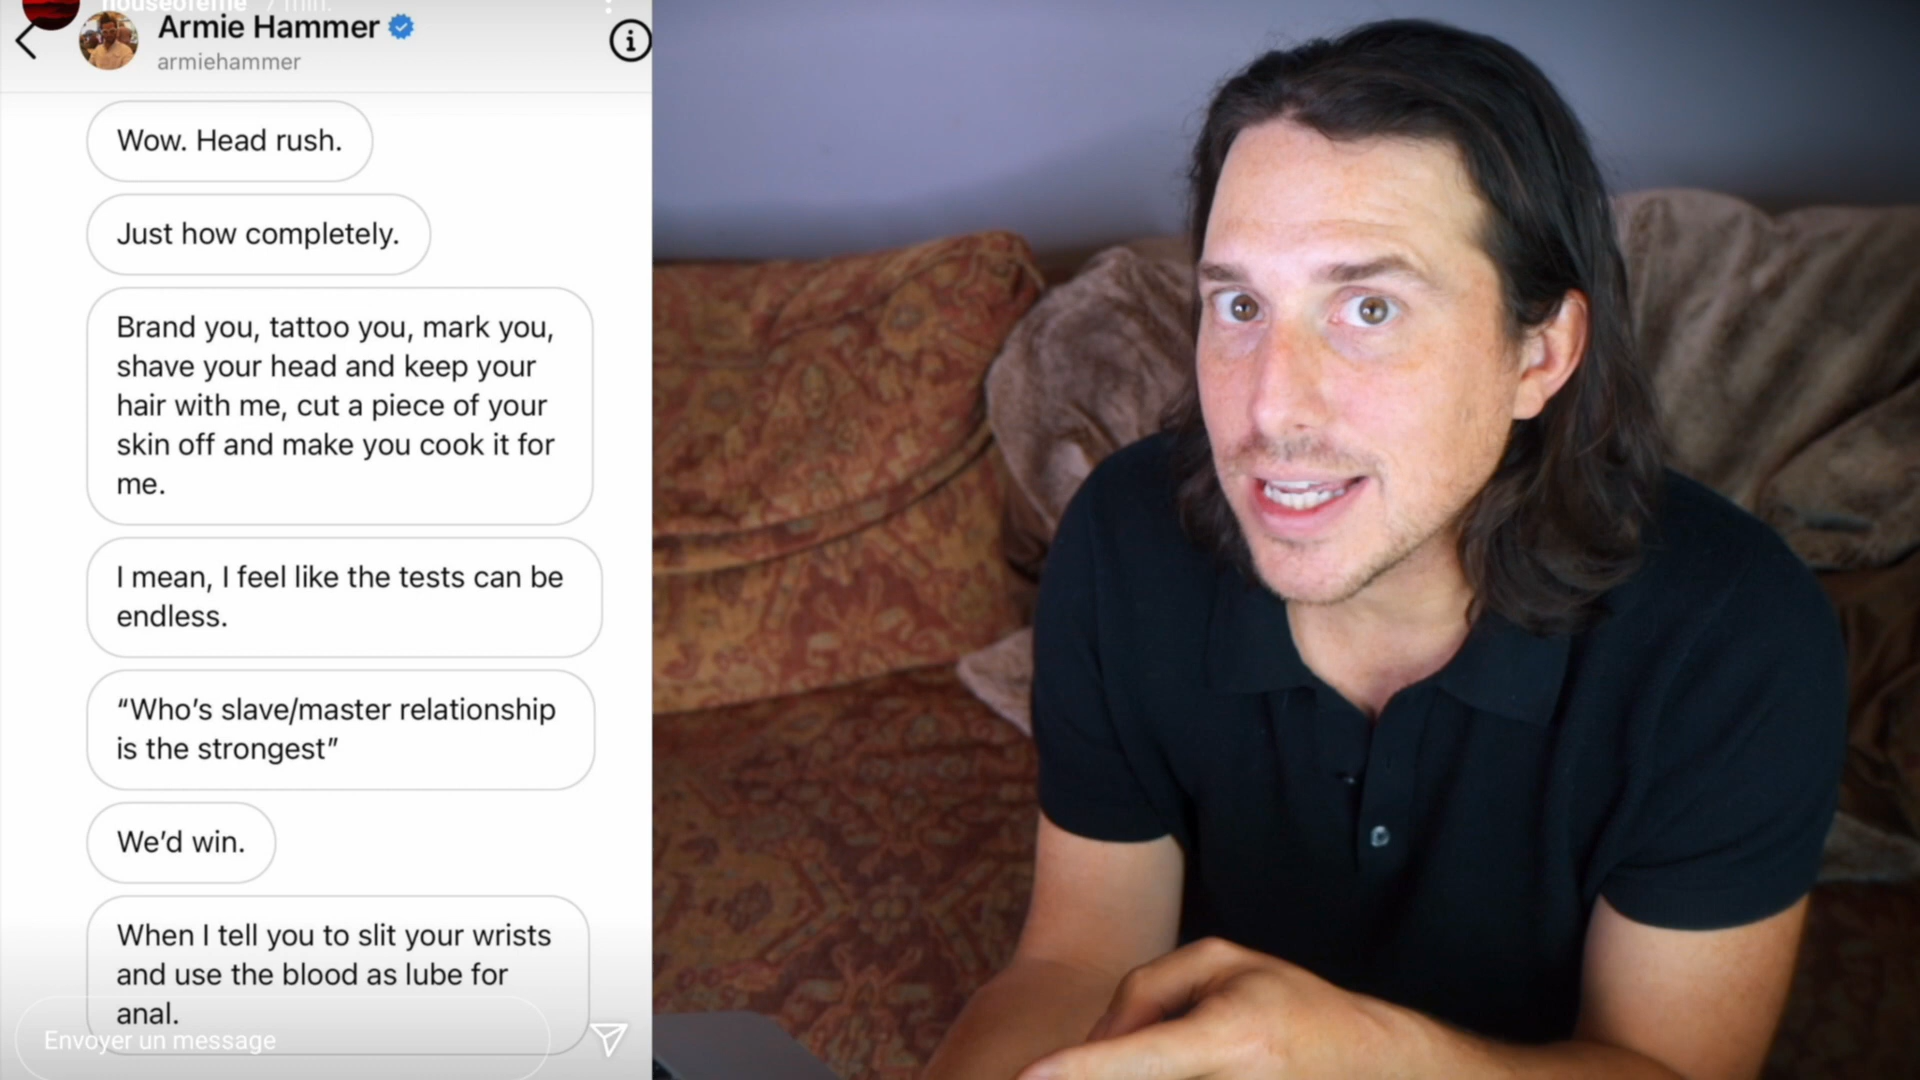 houseofeffie 7 min.
Armie Hammer
armiehammer
Wow. Head rush.
Just how completely.
Brand you, tattoo you, mark you,
shave your head and keep your
hair with me, cut a piece of your
skin off and make you cook it for
me.
I mean, I feel like the tests can be
endless.
“Who’s slave/master relationship
is the strongest”
We’d win.
When I tell you to slit your wrists
and use the blood as lube for
anal.
Envoyer un message